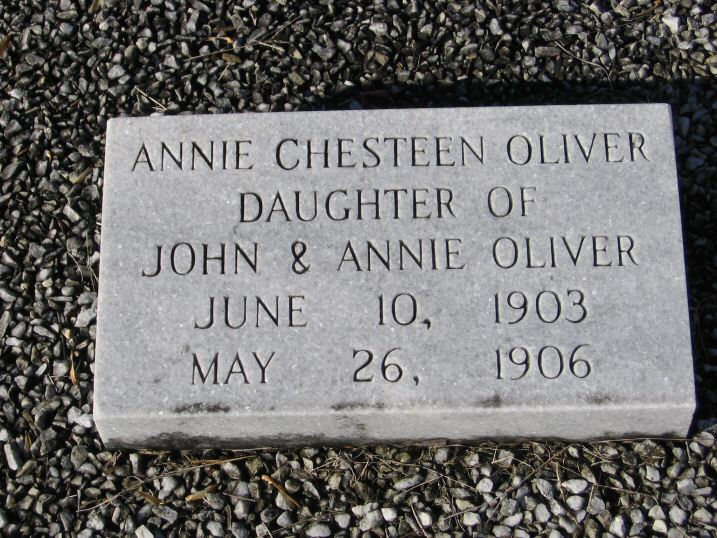 ANNIE CHESTEEN OLIVER
DAUGHTER OF
JOHN & ANNIE OLIVER
JUNE 10, 1903
MAY 26, 1906